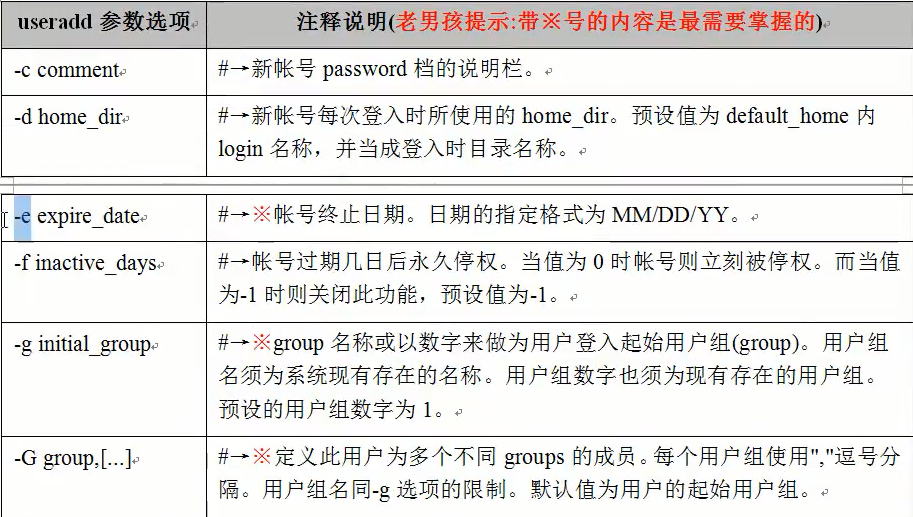 useradd 参数选项
注释说明(老男孩提示:带※号的内容是最需要掌握的)
-c comment
#→新帐号 password 档的说明栏。
-d home_dir
#→新帐号每次登入时所使用的 home_dir。预设值为 default_home 内
login 名称，并当成登入时目录名称。
-e expire_date
#→※帐号终止日期。日期的指定格式为 MM/DD/YY。
-f inactive_days
#→帐号过期几日后永久停权。当值为 0 时帐号则立刻被停权。而当值
为-1 时则关闭此功能，预设值为-1。
-g initial_group
#→※group 名称或以数字来做为用户登入起始用户组(group)。用户组
名须为系统现有存在的名称。用户组数字也须为现有存在的用户组。
预设的用户组数字为 1。
-G group,[...]
#→※定义此用户为多个不同 groups 的成员。每个用户组使用","逗号分
隔。用户组名同-g 选项的限制。默认值为用户的起始用户组。